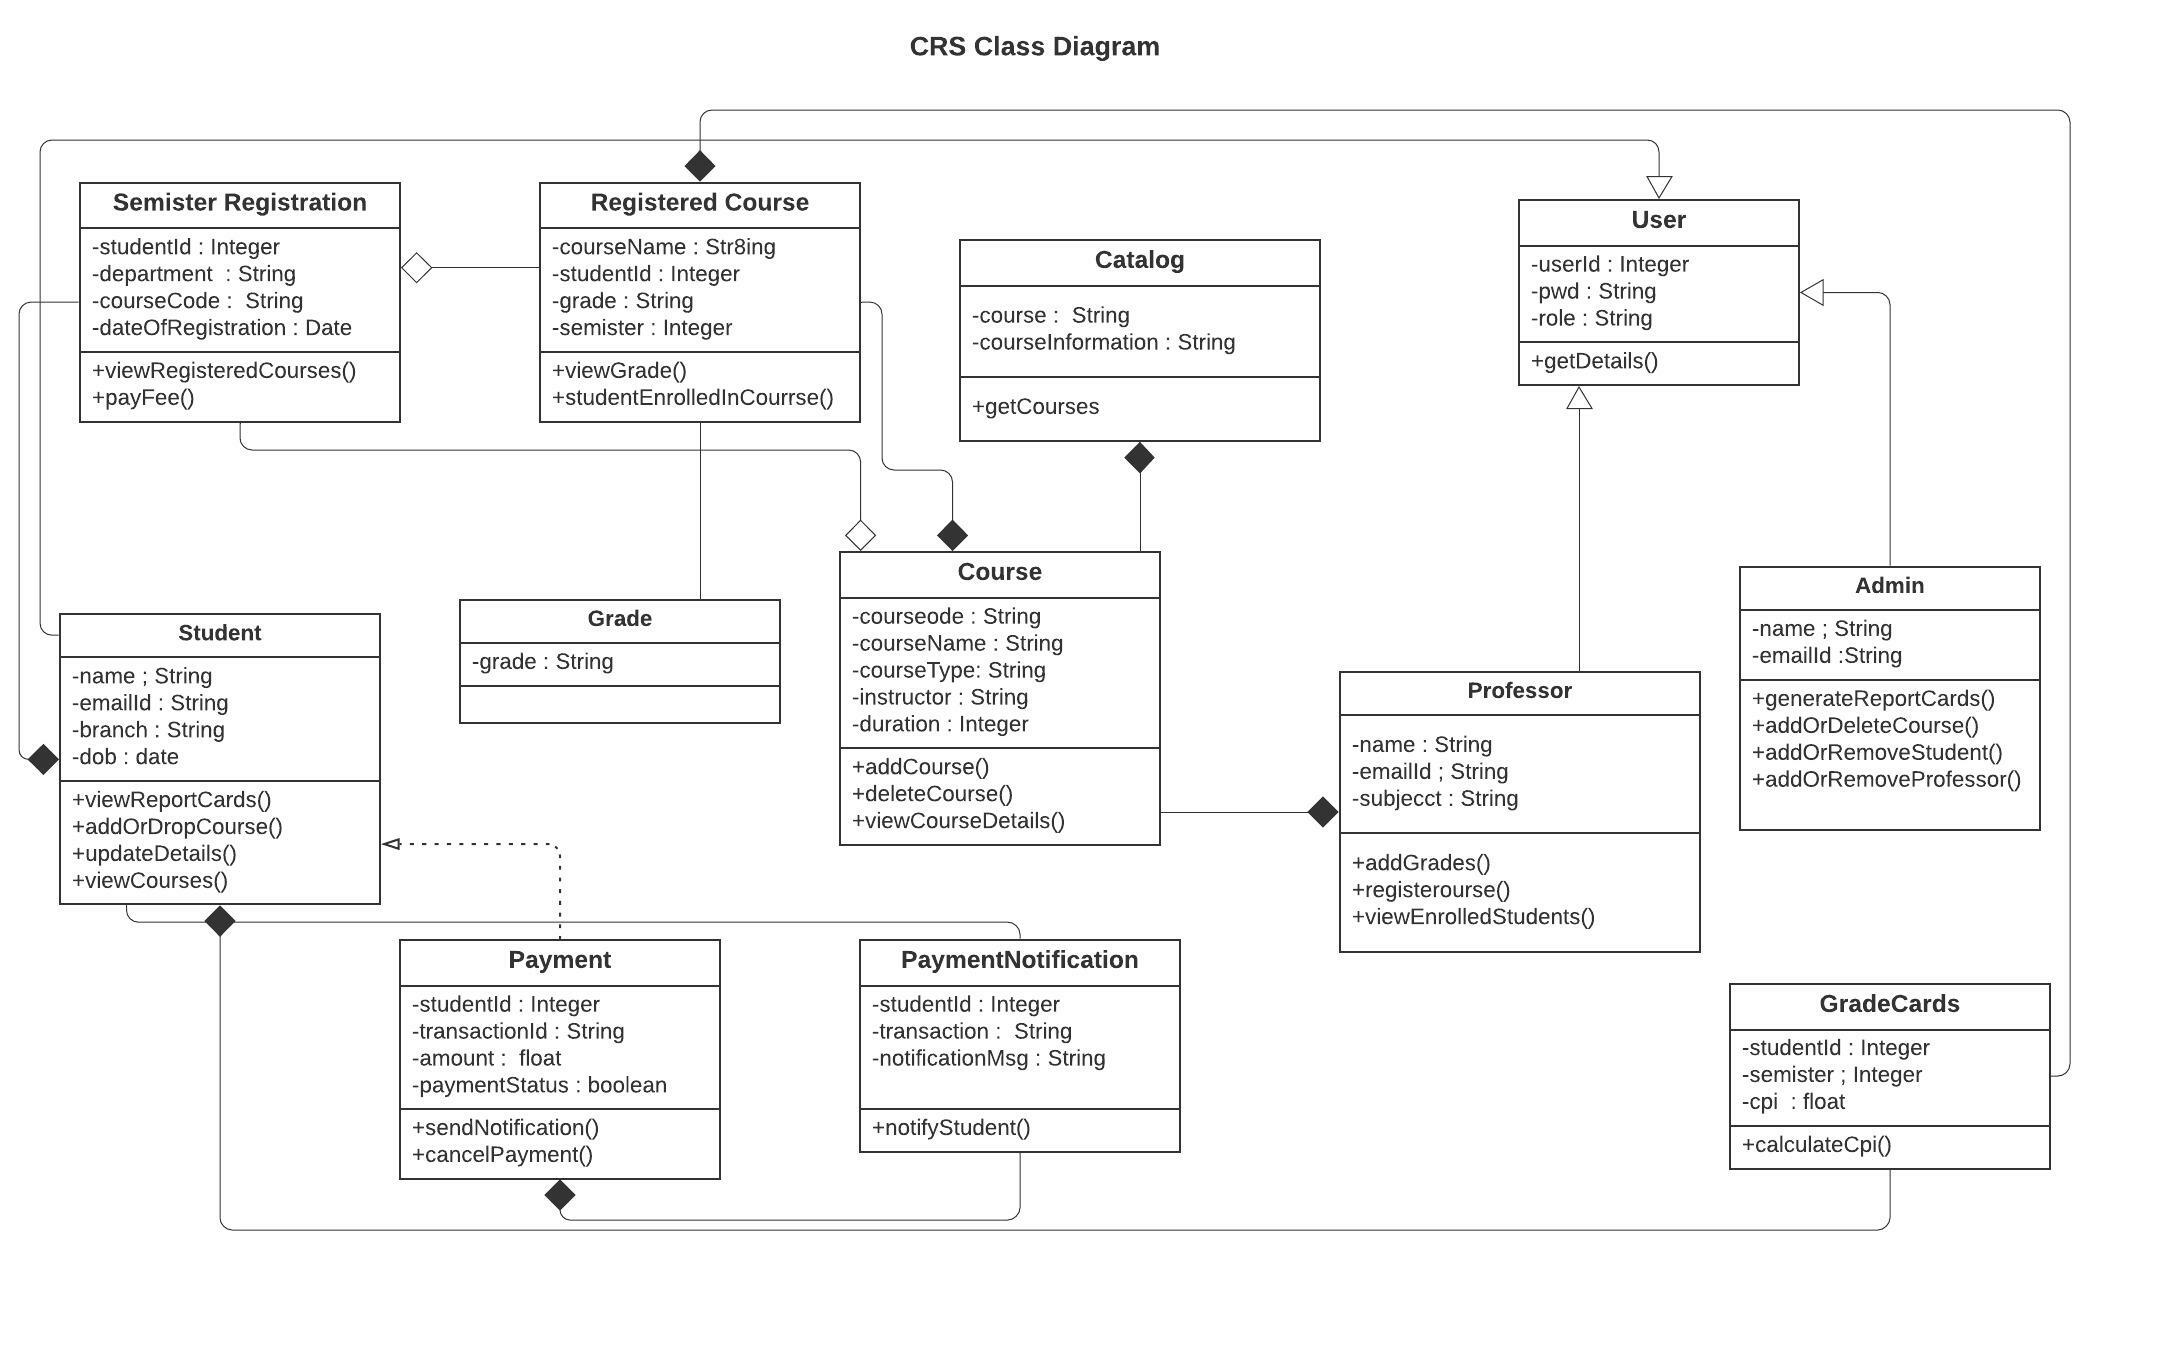 CRS Class Diagram
Semister Registration
-studentId : Integer
-department  : String
-courseCode :  String
-dateOfRegistration : Date
+viewRegisteredCourses()
+payFee()
Registered Course
-courseName : Str8ing
-studentId : Integer
-grade : String
-semister : Integer
+viewGrade()
+studentEnrolledInCourrse()
Catalog
-course :  String
-courseInformation : String
+getCourses
User
-userId : Integer
-pwd : String
-role : String
+getDetails()
Student
-name ; String
-emailId : String
-branch : String
-dob : date
+viewReportCards()
+addOrDropCourse()
+updateDetails()
+viewCourses()
Grade
-grade : String
Course
-courseode : String
-courseName : String
-courseType: String
-instructor : String
-duration : Integer
+addCourse()
+deleteCourse()
+viewCourseDetails()
Professor
-name : String
-emailId ; String
-subjecct : String
+addGrades()
+registerourse()
+viewEnrolledStudents()
Admin
-name ; String
-emailId :String
+generateReportCards()
+addOrDeleteCourse()
+addOrRemoveStudent()
+addOrRemoveProfessor()
Payment
-studentId : Integer
-transactionId : String
-amount :  float
-paymentStatus : boolean
+sendNotification()
+cancelPayment()
PaymentNotification
-studentId : Integer
-transaction :  String
-notificationMsg : String
+notifyStudent()
GradeCards
-studentId : Integer
-semister ; Integer
-cpi  : float
+calculateCpi()